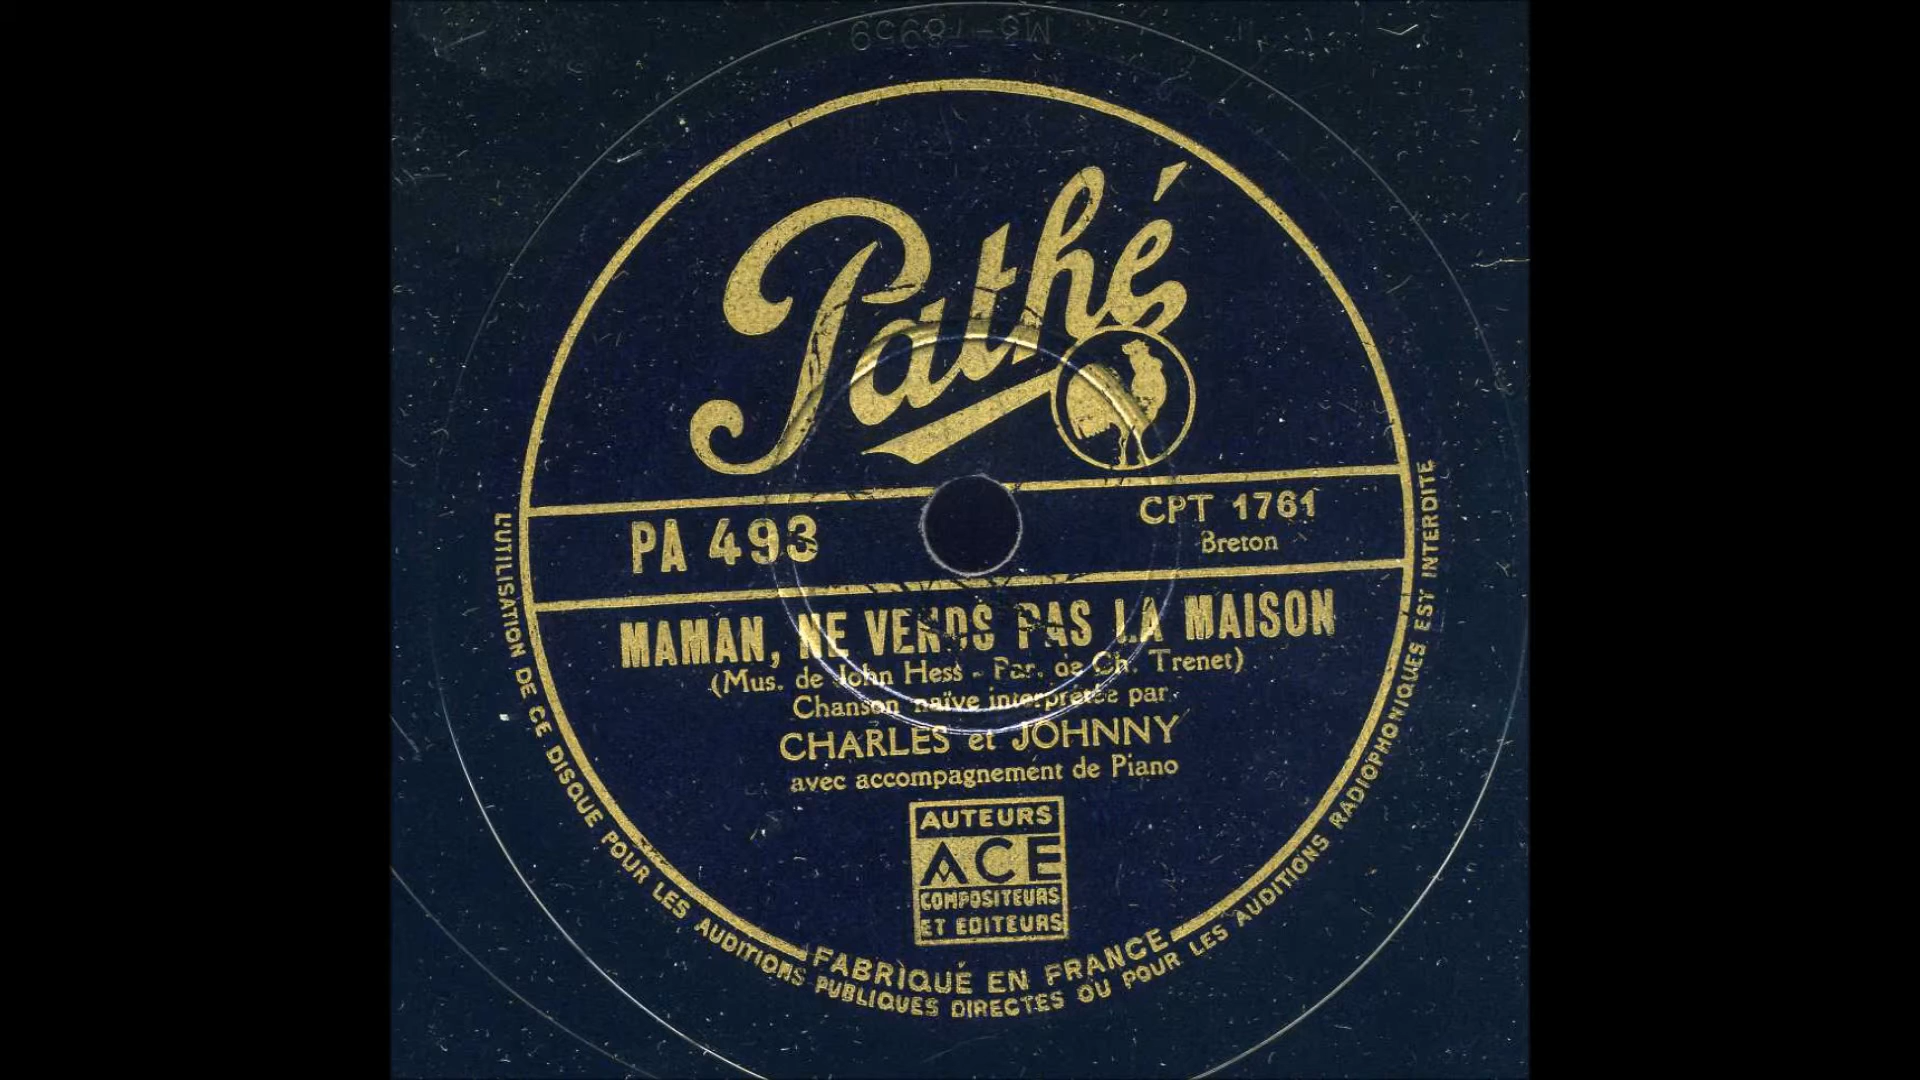 Pathé
PA 493
CPT 1761
Breton
MAMAN, NE VENDS PAS LA MAISON
(Mus. de John Hess - Par. de Ch. Trenet)
Chanson naïve interprétée par
CHARLES et JOHNNY
avec accompagnement de Piano
AUTEURS
ACE
COMPOSITEURS
ET EDITEURS
FABRIQUÉ EN FRANCE
L'UTILISATION DE CE DISQUE POUR LES AUDITIONS PUBLIQUES DIRECTES OU POUR LES AUDITIONS RADIOPHONIQUES EST INTERDITE